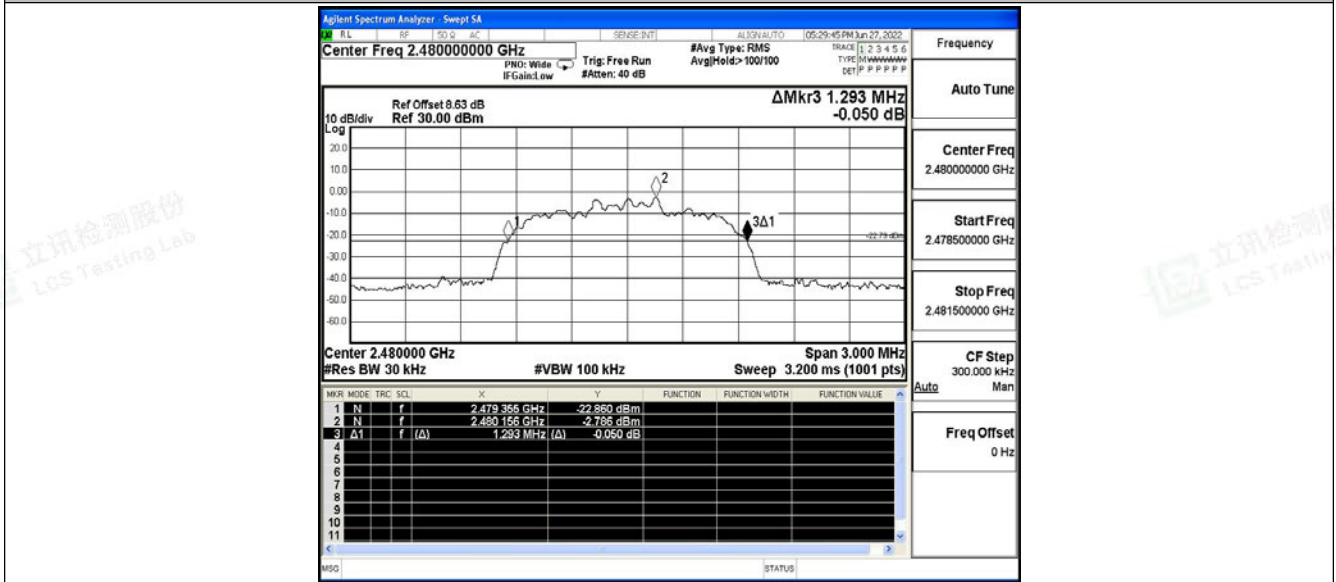 Agilent Spectrum Analyzer - Swept SA
RL RF 50 Ω AC SENSE:INT ALIGN AUTO 05:29:45 PM Jun 27, 2022
Center Freq 2.480000000 GHz
PNO: Wide
IFGain:Low
Trig: Free Run
#Atten: 40 dB
#Avg Type: RMS
Avg|Hold:>100/100
TRACE 1 2 3 4 5 6
TYPE M WWWWW
DET P P P P P P
Frequency
Auto Tune
Center Freq
2.480000000 GHz
Start Freq
2.478500000 GHz
Stop Freq
2.481500000 GHz
CF Step
300.000 kHz
Auto Man
Freq Offset
0 Hz
ΔMkr3 1.293 MHz
-0.050 dB
Ref Offset 8.63 dB
10 dB/div Ref 30.00 dBm
Log
20.0
10.0
0.00
-10.0
-20.0
-30.0
-40.0
-50.0
-60.0
1
2
3Δ1
-22.79 dBm
Center 2.480000 GHz Span 3.000 MHz
#Res BW 30 kHz #VBW 100 kHz Sweep 3.200 ms (1001 pts)
MKR MODE TRC SCL X Y FUNCTION FUNCTION WIDTH FUNCTION VALUE
1 N f 2.479 355 GHz -22.860 dBm
2 N f 2.480 156 GHz -2.786 dBm
3 Δ1 f (Δ) 1.293 MHz (Δ) -0.050 dB
4
5
6
7
8
9
10
11
MSG STATUS
立讯检测股份
LCS Testing Lab
立讯检测
LCS Testin